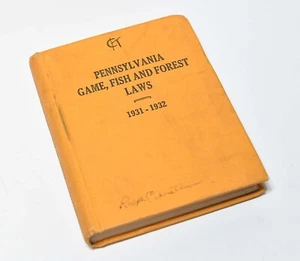 PENNSYLVANIA
GAME, FISH AND FOREST
LAWS
1931-1932